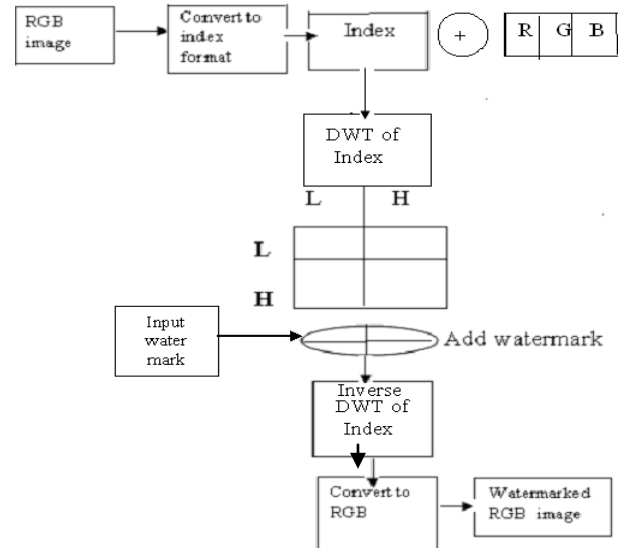 RGB
image
Convert to
index
format
Index
+
R G B
DWT of
Index
L H
L
H
Input
water
mark
Add watermark
Inverse
DWT of
Index
Convert to
RGB
Watermarked
RGB image